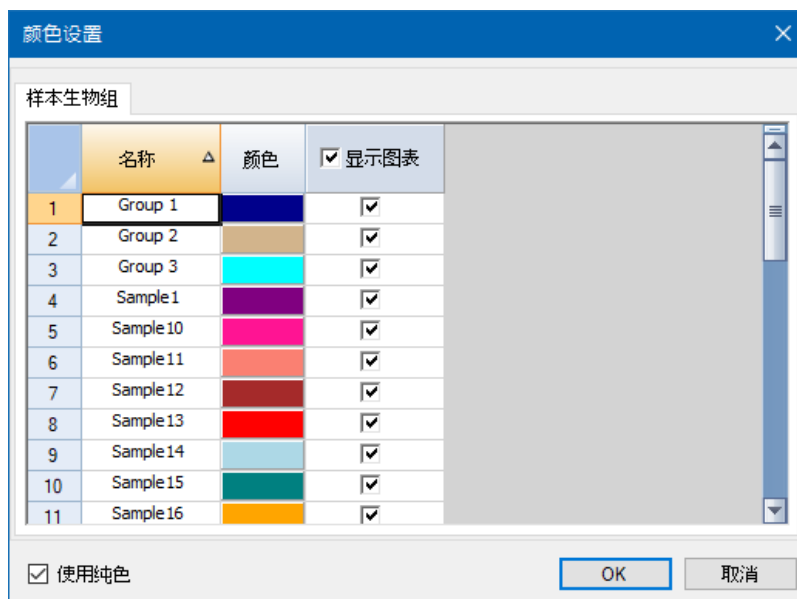 颜色设置
样本生物组
名称 颜色 显示图表
1 Group 1
2 Group 2
3 Group 3
4 Sample1
5 Sample10
6 Sample11
7 Sample12
8 Sample13
9 Sample14
10 Sample15
11 Sample16
使用纯色 OK 取消